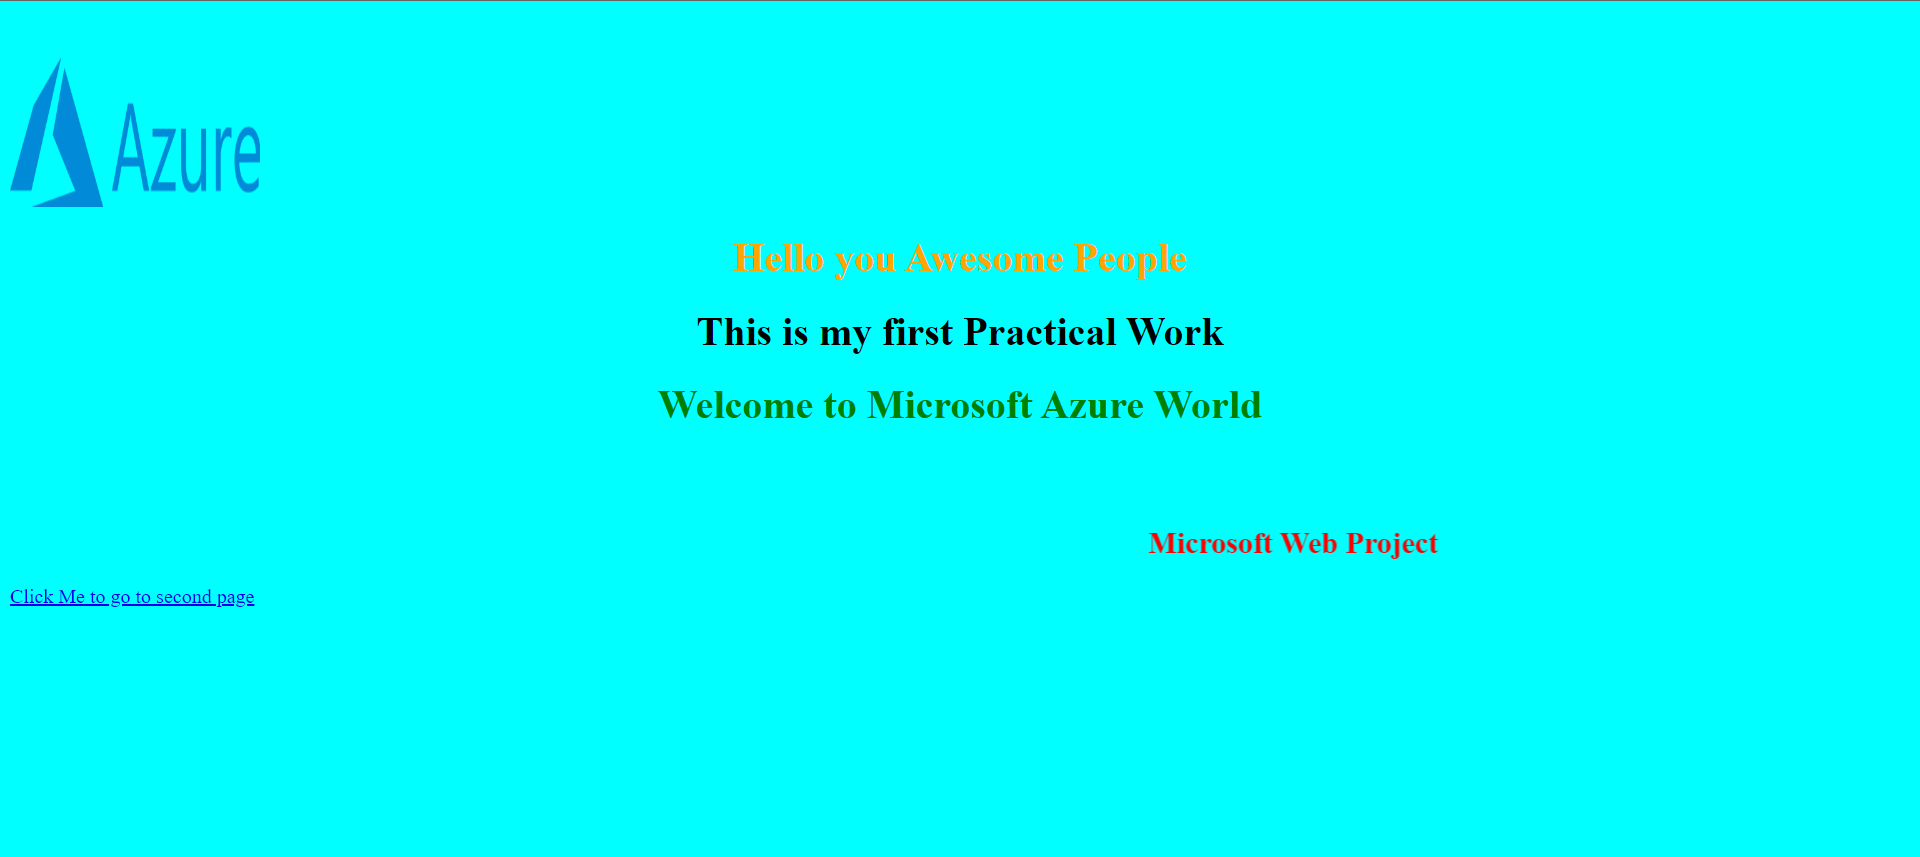 Azure
Hello you Awesome People
This is my first Practical Work
Welcome to Microsoft Azure World
Microsoft Web Project
Click Me to go to second page